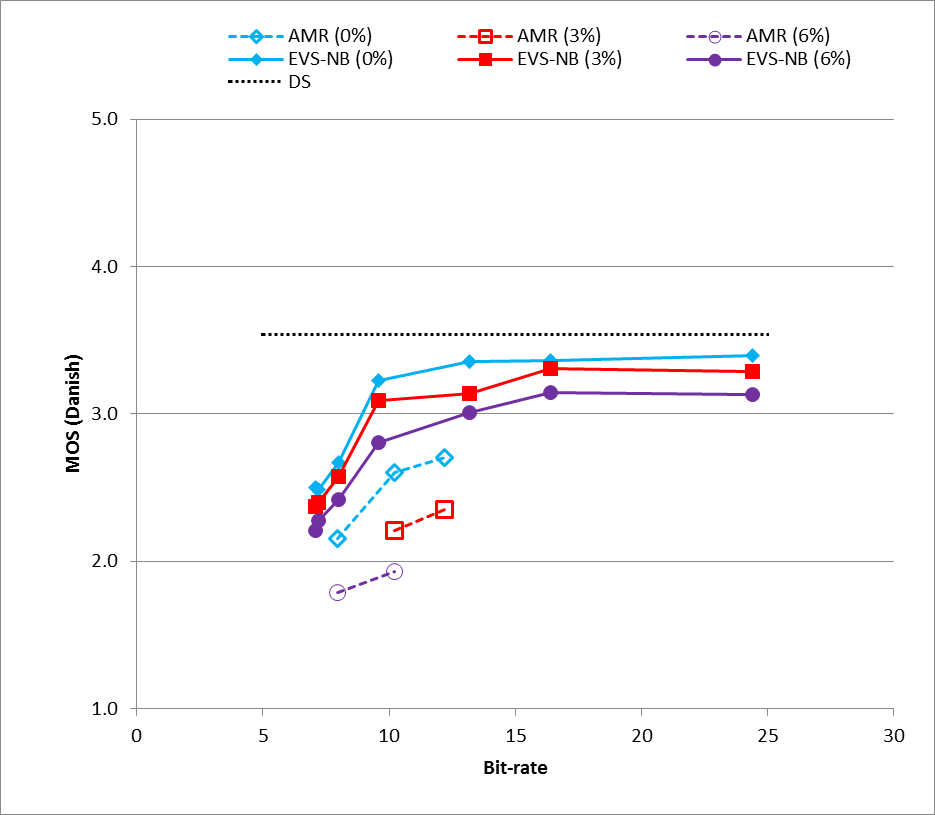 AMR (0%) AMR (3%) AMR (6%)
EVS-NB (0%) EVS-NB (3%) EVS-NB (6%)
DS
5.0
4.0
3.0
2.0
1.0
MOS (Danish)
0 5 10 15 20 25 30
Bit-rate